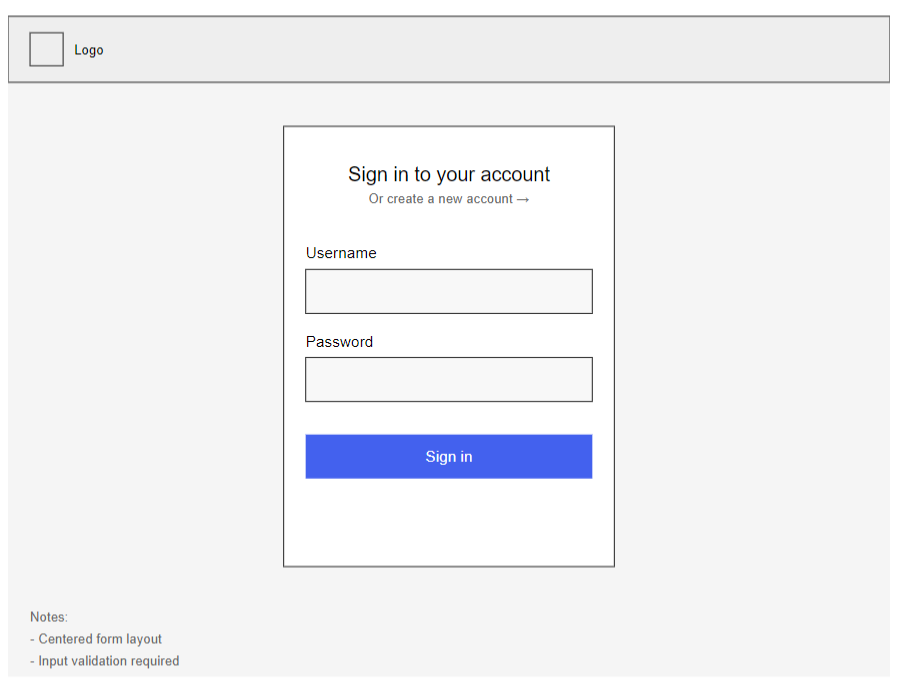 Logo
Sign in to your account
Or create a new account →
Username
Password
Sign in
Notes:
- Centered form layout
- Input validation required